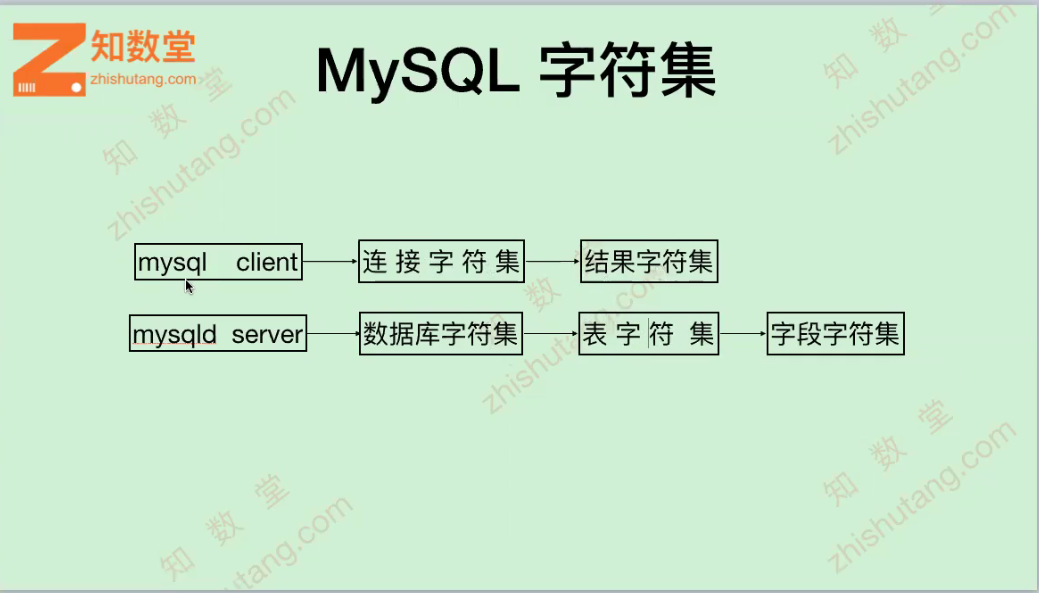 知数堂
zhishutang.com
MySQL 字符集
知 数 堂
zhishutang.com
知 数 堂
zhishutang.com
mysql client
连 接 字 符 集
结果字符集
mysqld server
数据库字符集
表 字 符 集
字段字符集
数
zhishutang.com
知 数 堂
zhishutang.com
知 数 堂
tang.com